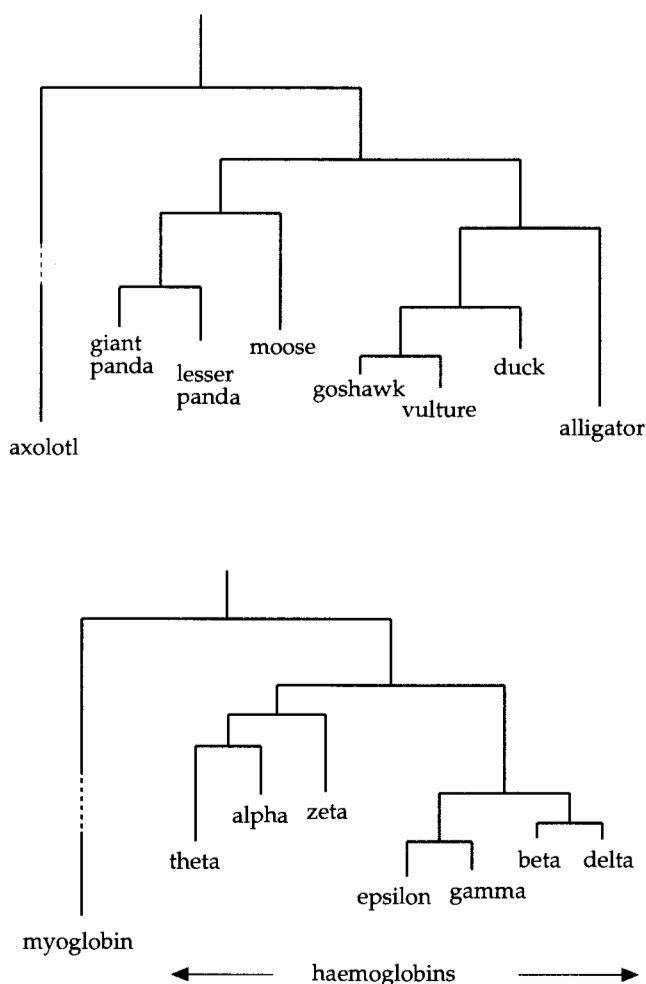 giant
panda
lesser
panda
moose
goshawk
vulture
duck
alligator
axolotl
theta
alpha
zeta
epsilon
gamma
beta
delta
myoglobin
haemoglobins